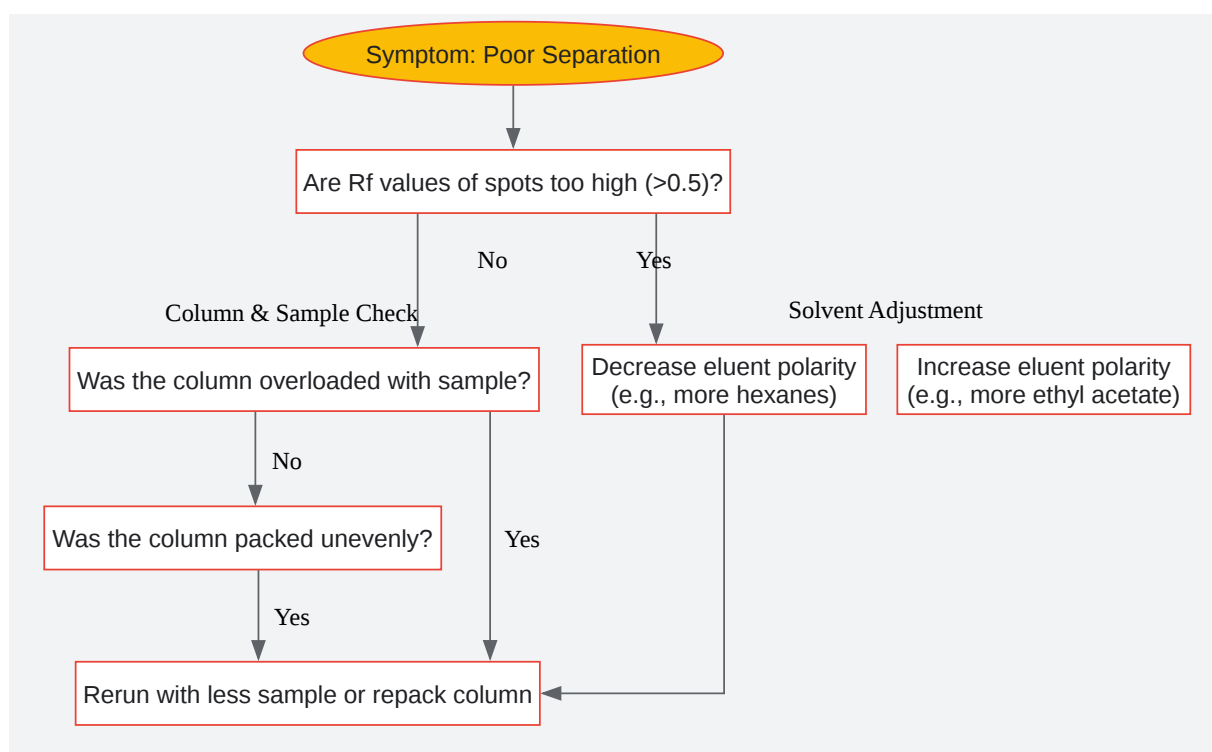 Symptom: Poor Separation
Are Rf values of spots too high (>0.5)?
No
Yes
Column & Sample Check
Solvent Adjustment
Was the column overloaded with sample?
Decrease eluent polarity
(e.g., more hexanes)
Increase eluent polarity
(e.g., more ethyl acetate)
No
Was the column packed unevenly?
Yes
Yes
Rerun with less sample or repack column